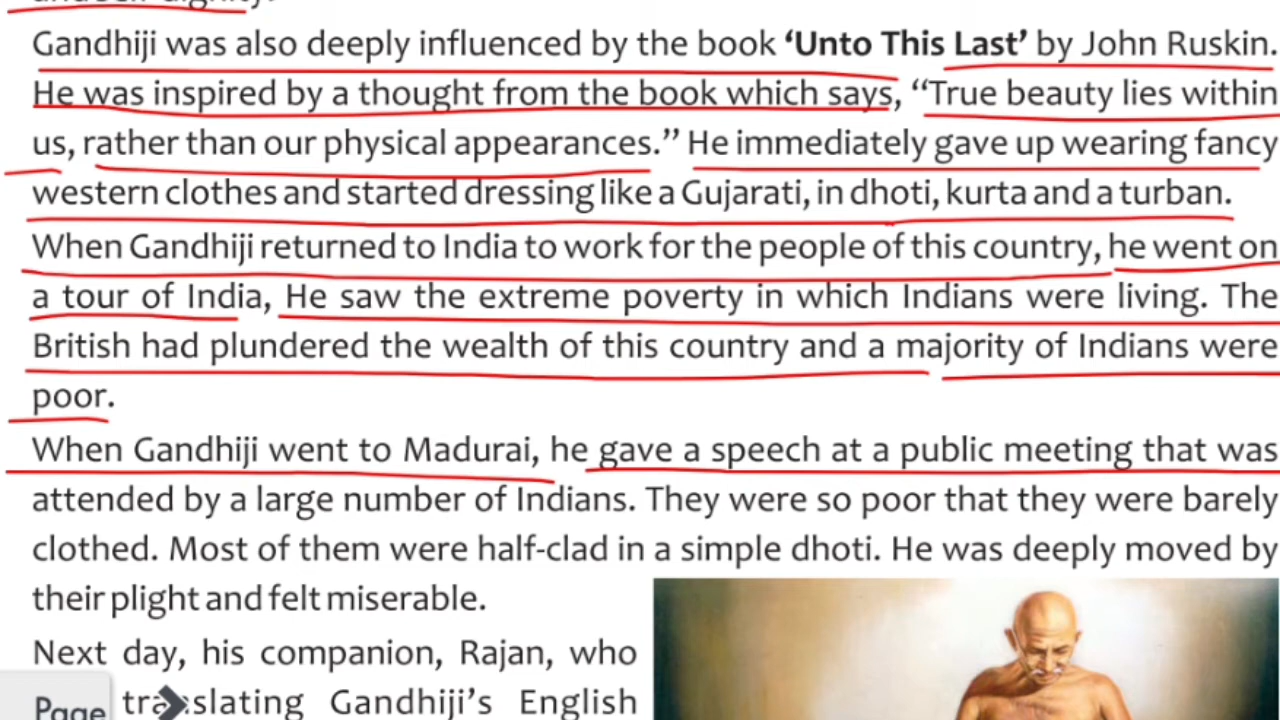 and self-dignity.
Gandhiji was also deeply influenced by the book ‘Unto This Last’ by John Ruskin.
He was inspired by a thought from the book which says, “True beauty lies within
us, rather than our physical appearances.” He immediately gave up wearing fancy
western clothes and started dressing like a Gujarati, in dhoti, kurta and a turban.
When Gandhiji returned to India to work for the people of this country, he went on
a tour of India, He saw the extreme poverty in which Indians were living. The
British had plundered the wealth of this country and a majority of Indians were
poor.
When Gandhiji went to Madurai, he gave a speech at a public meeting that was
attended by a large number of Indians. They were so poor that they were barely
clothed. Most of them were half-clad in a simple dhoti. He was deeply moved by
their plight and felt miserable.
Next day, his companion, Rajan, who
translating Gandhiji’s English
Page